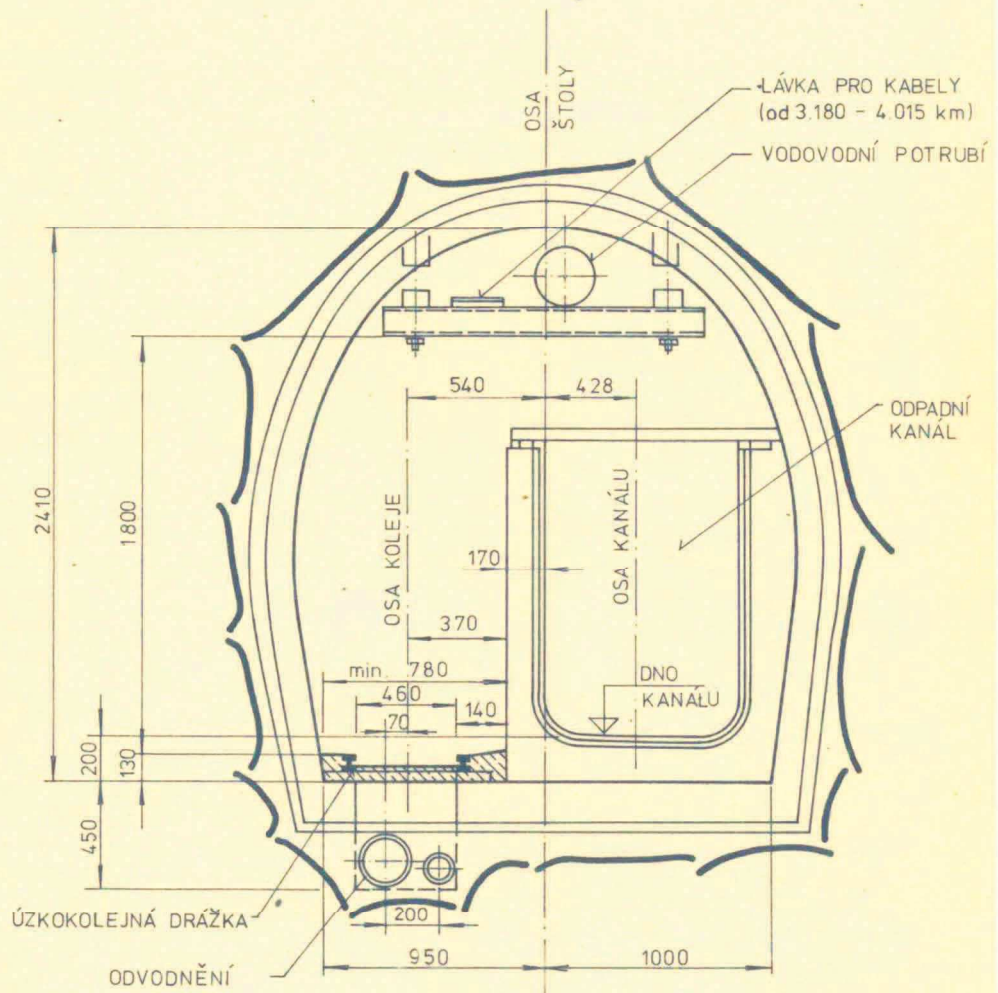 OSA
ŠTOLY
LÁVKA PRO KABELY
(od 3.180 - 4.015 km)
VODOVODNÍ POTRUBÍ
540
428
ODPADNÍ
KANÁL
2410
1800
OSA KOLEJE
170
OSA KANÁLU
370
min. 780
DNO
KANÁLU
460
140
70
200
130
450
ÚZKOKOLEJNÁ DRÁŽKA
200
950
1000
ODVODNĚNÍ